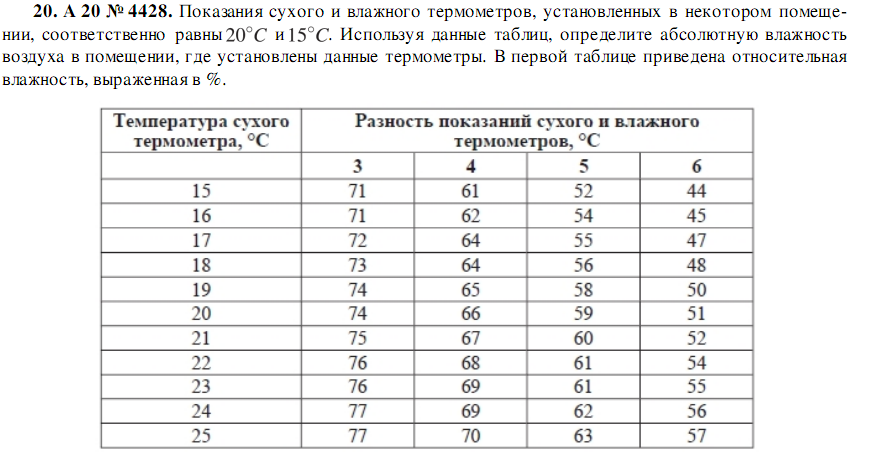 20. А 20 № 4428. Показания сухого и влажного термометров, установленных в некотором помеще-
нии, соответственно равны 20°C и 15°C. Используя данные таблиц, определите абсолютную влажность
воздуха в помещении, где установлены данные термометры. В первой таблице приведена относительная
влажность, выраженная в %.
Температура сухого термометра, °C Разность показаний сухого и влажного термометров, °C
3 4 5 6
15 71 61 52 44
16 71 62 54 45
17 72 64 55 47
18 73 64 56 48
19 74 65 58 50
20 74 66 59 51
21 75 67 60 52
22 76 68 61 54
23 76 69 61 55
24 77 69 62 56
25 77 70 63 57